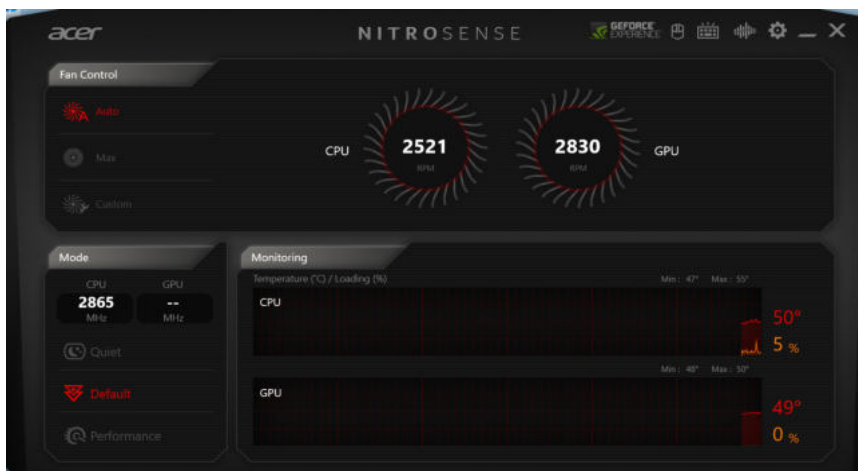 acer
NITROSENSE
GEFORCE
EXPERIENCE
Fan Control
Auto
Max
Custom
CPU
2521
RPM
2830
RPM
GPU
Mode
CPU
GPU
2865
MHz
--
MHz
Quiet
Default
Performance
Monitoring
Temperature (°C) / Loading (%)
Min : 47° Max : 55°
CPU
50°
5 %
Min : 48° Max : 50°
GPU
49°
0 %